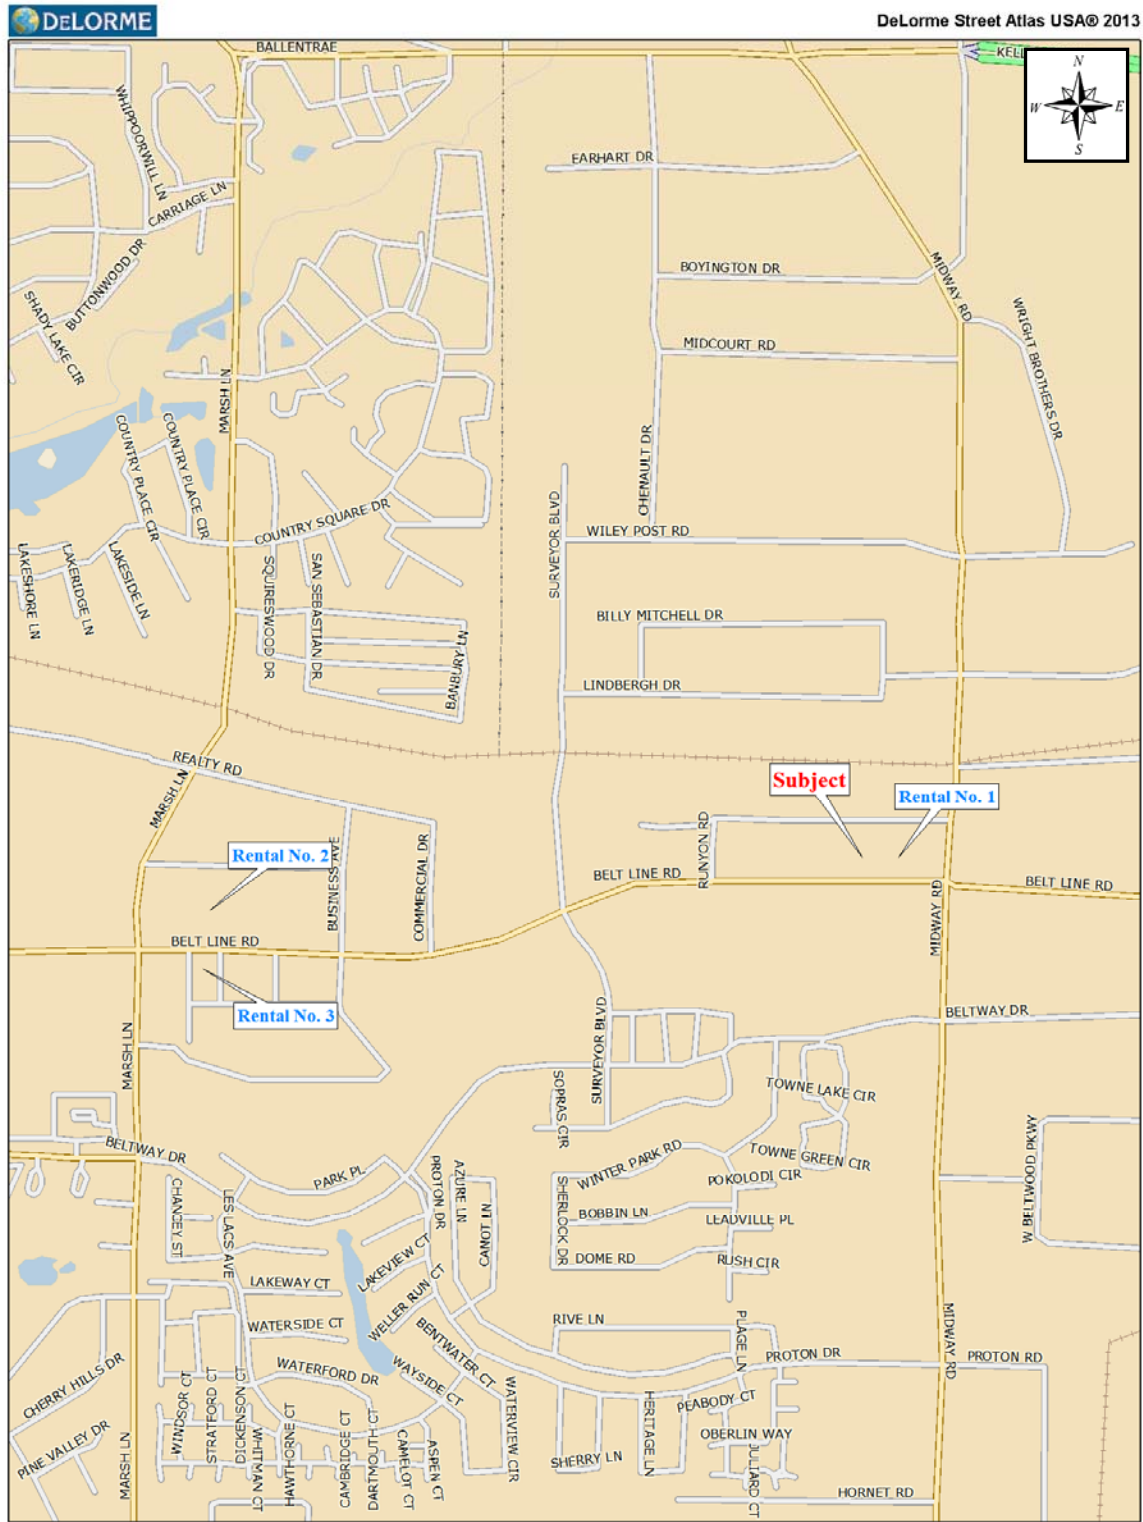 DELORME
DeLorme Street Atlas USA® 2013
BALLENTRAE
KEL
N
W
E
S
WHIPPOORWILL LN
EARHART DR
CARRIAGE LN
BUTTONWOOD DR
BOYINGTON DR
MIDWAY RD
SHADY LAKE CIR
WRIGHT BROTHERS DR
MIDCOURT RD
MARSH LN
COUNTRY PLACE CIR
COUNTRY PLACE CIR
CHENAULT DR
COUNTRY SQUARE DR
SURVEYOR BLVD
WILEY POST RD
LAKESHORE LN
LAKERIDGE LN
LAKESIDE LN
SQUIRESWOOD DR
SAN SEBASTIAN DR
BILLY MITCHELL DR
BANBURY LN
LINDBERGH DR
REALTY RD
Subject
MARSH LN
Rental No. 1
RUNYON RD
Rental No. 2
BUSINESS AVE
COMMERCIAL DR
BELT LINE RD
BELT LINE RD
MIDWAY RD
BELT LINE RD
Rental No. 3
SURVEYOR BLVD
BELTWAY DR
MARSH LN
SOPRAS CIR
TOWNE LAKE CIR
BELTWAY DR
TOWNE GREEN CIR
W BELTWOOD PKWY
PARK PL
PROTON DR
AZURE LN
WINTER PARK RD
POKOLODI CIR
CHANCEY ST
LES LACS AVE
CANOT LN
SHERLOCK DR
BOBBIN LN
LEADVILLE PL
LAKEVIEW CT
DOME RD
RUSH CIR
LAKEWAY CT
WELLER RUN CT
RIVE LN
WATERSIDE CT
BENTWATER CT
PLAGE LN
MIDWAY RD
PROTON DR
PROTON RD
CHERRY HILLS DR
WATERFORD DR
WAYSIDE CT
WINDSOR CT
STRATFORD CT
DICKENSON CT
WATERVIEW CIR
HERITAGE LN
PEABODY CT
PINE VALLEY DR
MARSH LN
WHITMAN CT
HAWTHORNE CT
CAMBRIDGE CT
DARTMOUTH CT
CAMELOT CT
ASPEN CT
SHERRY LN
OBERLIN WAY
JULIARD CT
HORNET RD